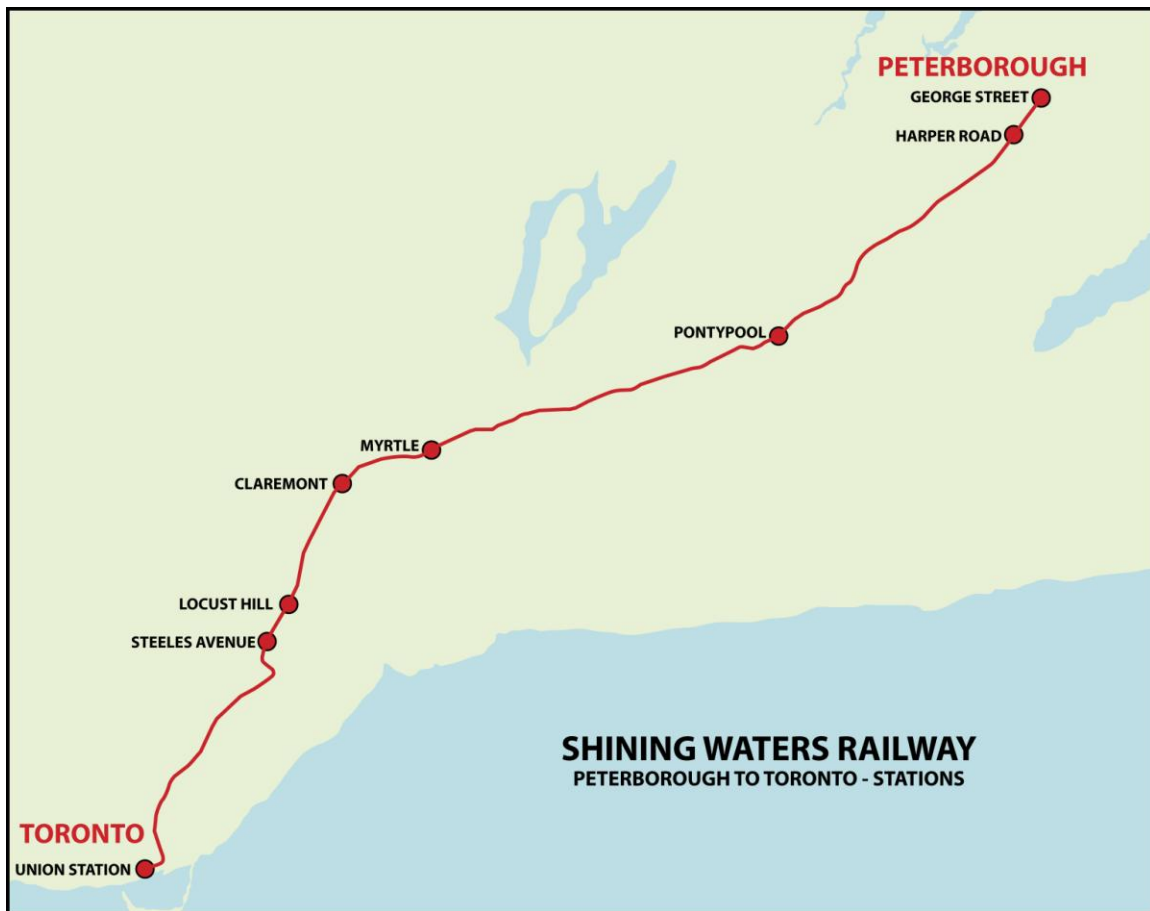 PETERBOROUGH
GEORGE STREET
HARPER ROAD
PONTYPOOL
MYRTLE
CLAREMONT
LOCUST HILL
STEELES AVENUE
SHINING WATERS RAILWAY
PETERBOROUGH TO TORONTO - STATIONS
TORONTO
UNION STATION